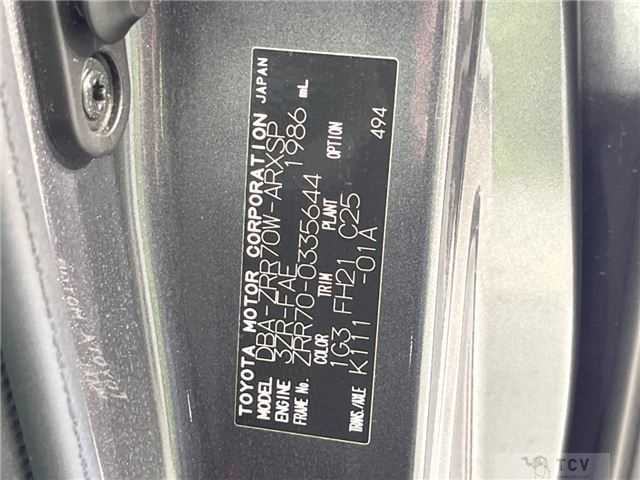 TOYOTA MOTOR CORPORATION JAPAN
MODEL DBA-ZRR70W-ARXSP
ENGINE 3ZR-FAE 1986 mL
FRAME No. ZRR70-0335644
COLOR TRIM PLANT OPTION
1G3 FH21 C25 494
TRANS./AXLE K111 -01A
TCV